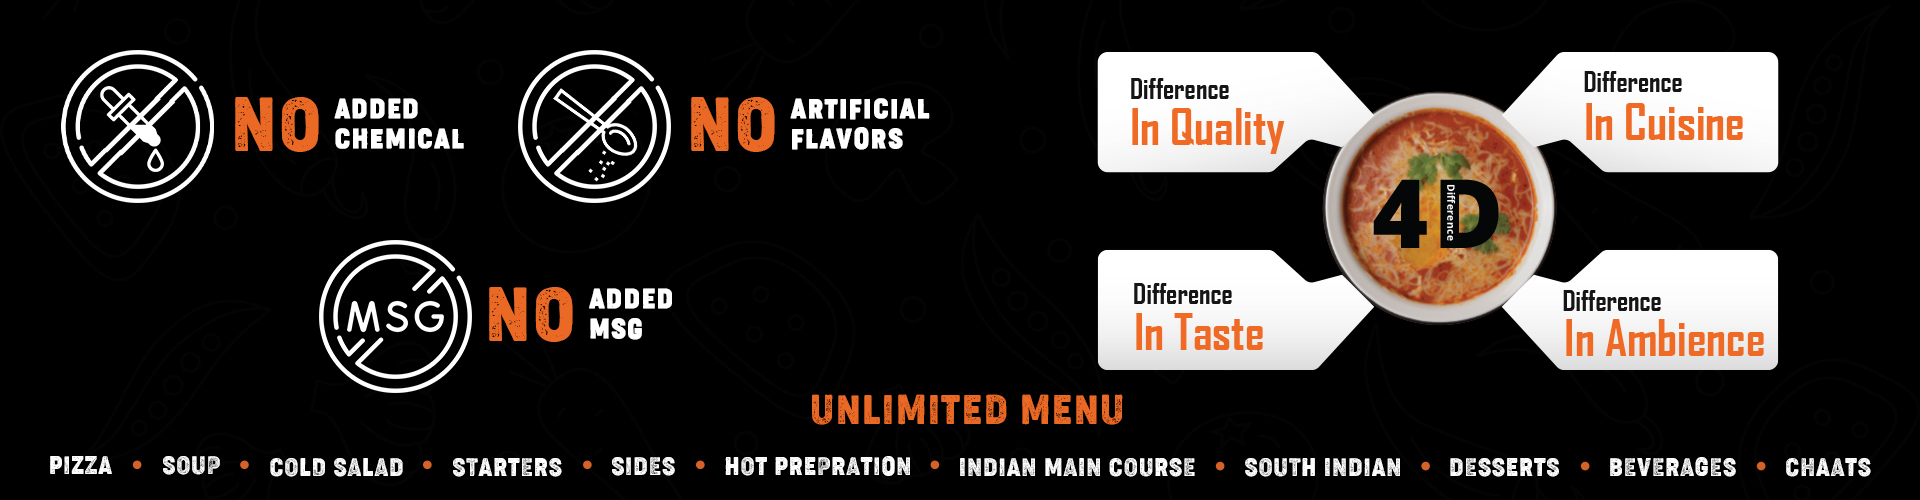 NO ADDED
CHEMICAL
NO ARTIFICIAL
FLAVORS
MSG
NO ADDED
MSG
Difference
In Quality
Difference
In Cuisine
4D
Difference
Difference
In Taste
Difference
In Ambience
UNLIMITED MENU
PIZZA • SOUP • COLD SALAD • STARTERS • SIDES • HOT PREPRATION • INDIAN MAIN COURSE • SOUTH INDIAN • DESSERTS • BEVERAGES • CHAATS